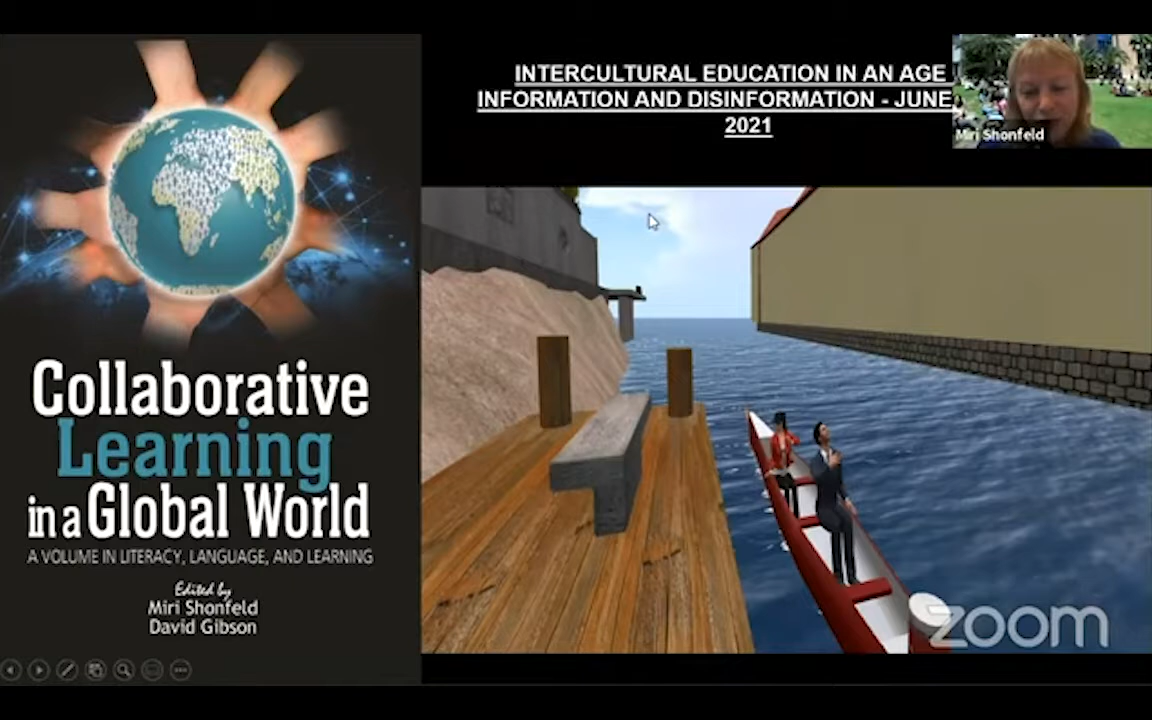 Collaborative
Learning
in a Global World
A VOLUME IN LITERACY, LANGUAGE, AND LEARNING
Edited by
Miri Shonfeld
David Gibson
INTERCULTURAL EDUCATION IN AN AGE
INFORMATION AND DISINFORMATION - JUNE
2021
Miri Shonfeld
zoom